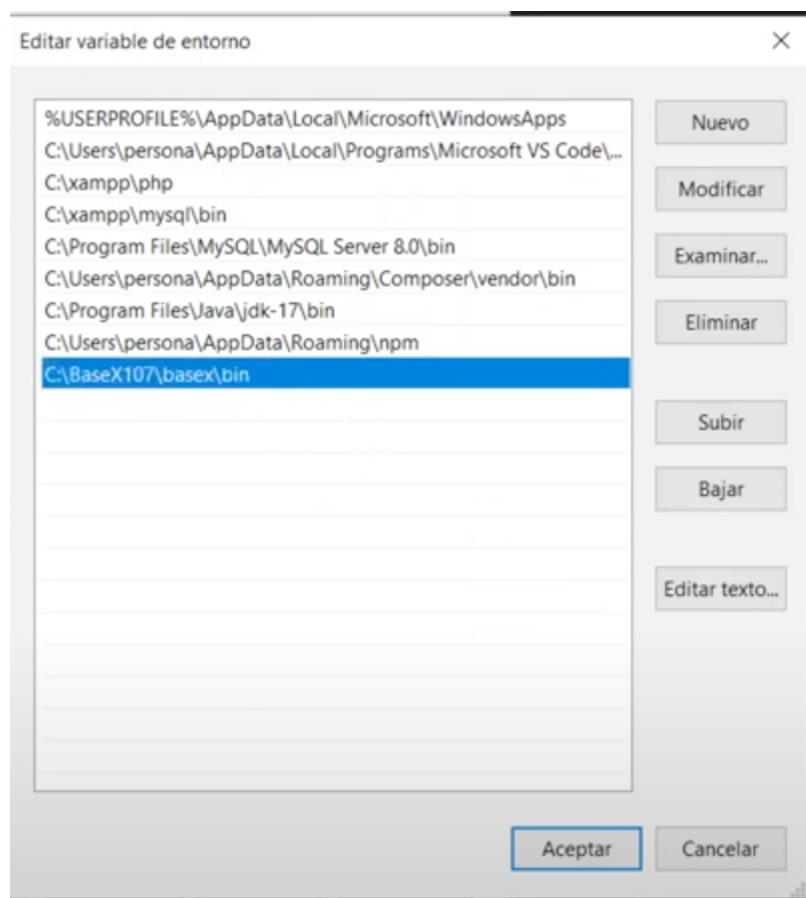 Editar variable de entorno
%USERPROFILE%\AppData\Local\Microsoft\WindowsApps
Nuevo
C:\Users\persona\AppData\Local\Programs\Microsoft VS Code\...
C:\xampp\php
Modificar
C:\xampp\mysql\bin
C:\Program Files\MySQL\MySQL Server 8.0\bin
Examinar...
C:\Users\persona\AppData\Roaming\Composer\vendor\bin
C:\Program Files\Java\jdk-17\bin
Eliminar
C:\Users\persona\AppData\Roaming\npm
C:\BaseX107\basex\bin
Subir
Bajar
Editar texto...
Aceptar
Cancelar